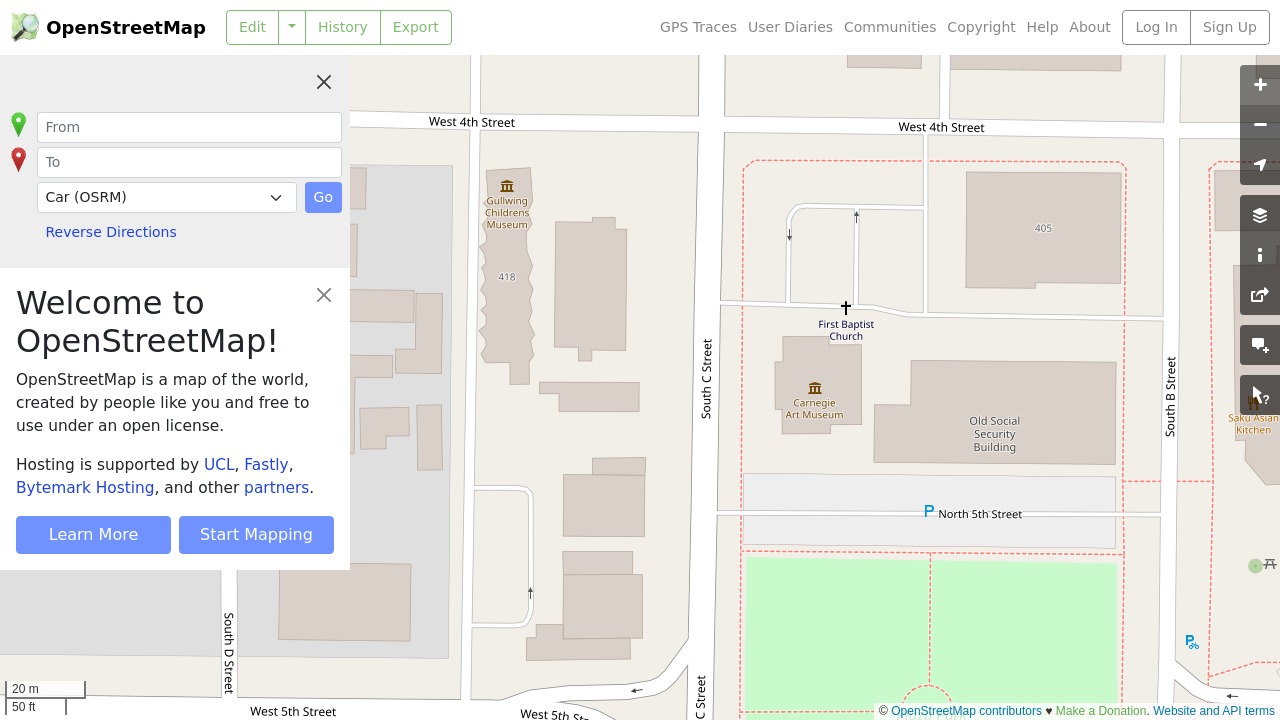 OpenStreetMap
Edit
History
Export
GPS Traces
User Diaries
Communities
Copyright
Help
About
Log In
Sign Up
From
To
Car (OSRM)
Go
Reverse Directions
Welcome to
OpenStreetMap!
OpenStreetMap is a map of the world,
created by people like you and free to
use under an open license.
Hosting is supported by UCL, Fastly,
Bytemark Hosting, and other partners.
Learn More
Start Mapping
West 4th Street
West 4th Street
Gullwing
Childrens
Museum
418
405
First Baptist
Church
South C Street
South B Street
Carnegie
Art Museum
Old Social
Security
Building
Saku Asian
Kitchen
P
North 5th Street
South D Street
West 5th Street
West 5th St
C Street
20 m
50 ft
© OpenStreetMap contributors ♥ Make a Donation. Website and API terms